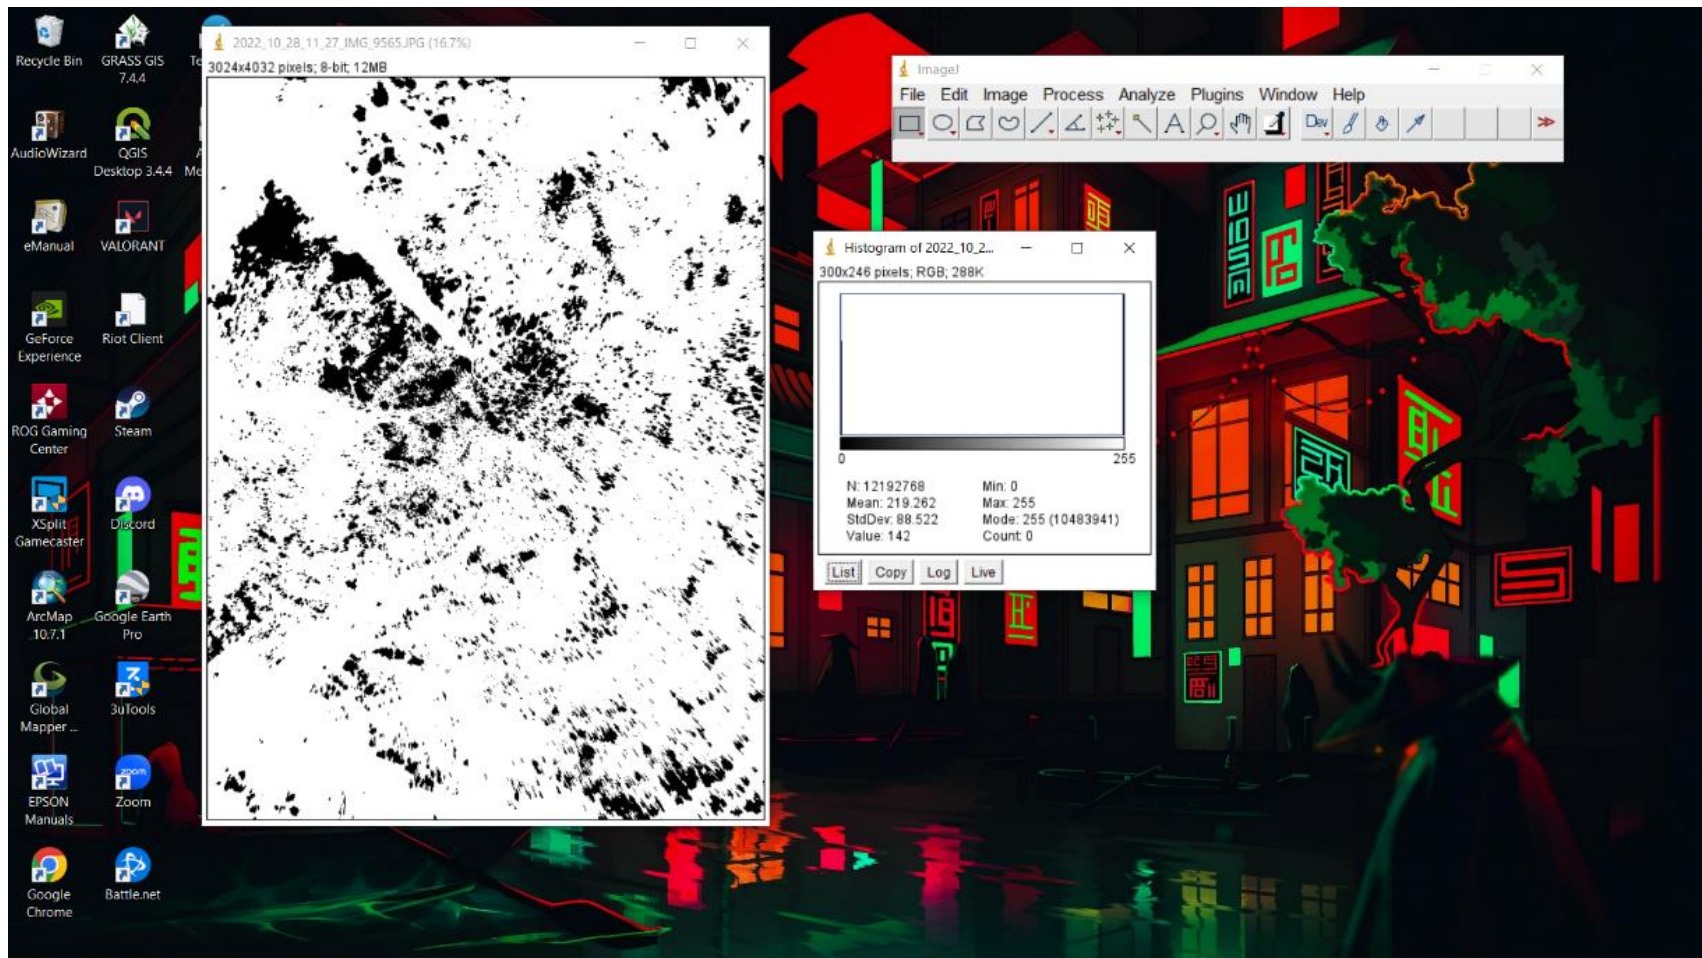 Recycle Bin
GRASS GIS
7.4.4
AudioWizard
QGIS
Desktop 3.4.4
eManual
VALORANT
GeForce
Experience
Riot Client
ROG Gaming
Center
Steam
XSplit
Gamecaster
Discord
ArcMap
10.7.1
Google Earth
Pro
Global
Mapper ...
3uTools
EPSON
Manuals
zoom
Zoom
Google
Chrome
Battle.net
2022_10_28_11_27_IMG_9565.JPG (16.7%)
3024x4032 pixels; 8-bit; 12MB
ImageJ
File Edit Image Process Analyze Plugins Window Help
Dev
Histogram of 2022_10_2...
300x246 pixels; RGB; 288K
0 255
N: 12192768 Min: 0
Mean: 219.262 Max: 255
StdDev: 88.522 Mode: 255 (10483941)
Value: 142 Count: 0
List Copy Log Live